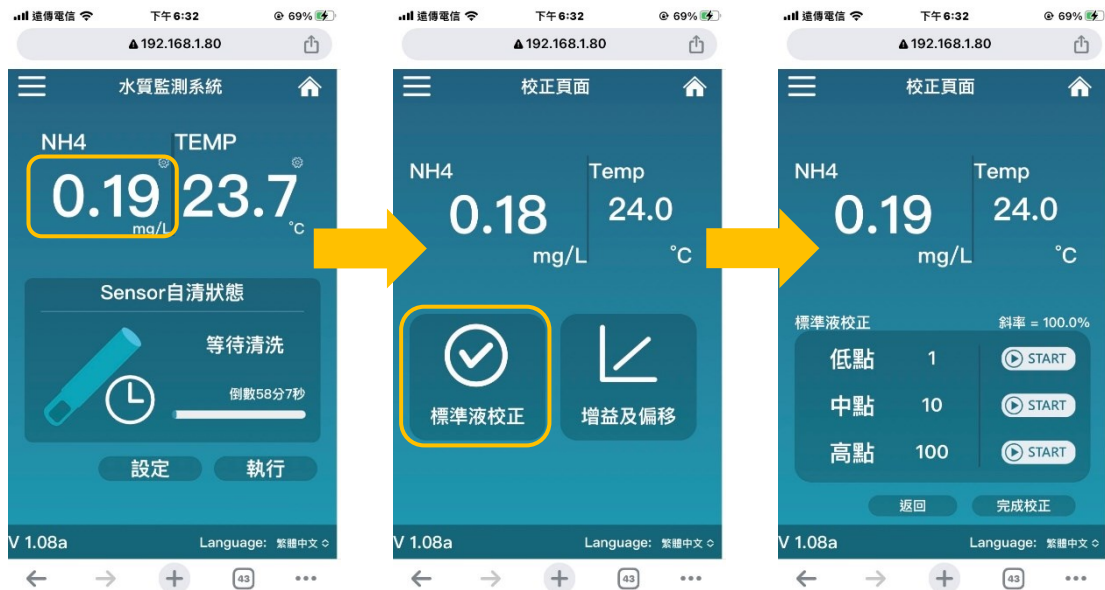 遠傳電信 下午6:32 69%
192.168.1.80
水質監測系統
NH4 TEMP
0.19 23.7
mg/L °C
Sensor自清狀態
等待清洗
倒數58分7秒
設定 執行
V 1.08a Language: 繁體中文
43
遠傳電信 下午6:32 69%
192.168.1.80
校正頁面
NH4 Temp
0.18 24.0
mg/L °C
標準液校正 增益及偏移
V 1.08a Language: 繁體中文
43
遠傳電信 下午6:32 69%
192.168.1.80
校正頁面
NH4 Temp
0.19 24.0
mg/L °C
標準液校正 斜率 = 100.0%
低點 1 START
中點 10 START
高點 100 START
返回 完成校正
V 1.08a Language: 繁體中文
43